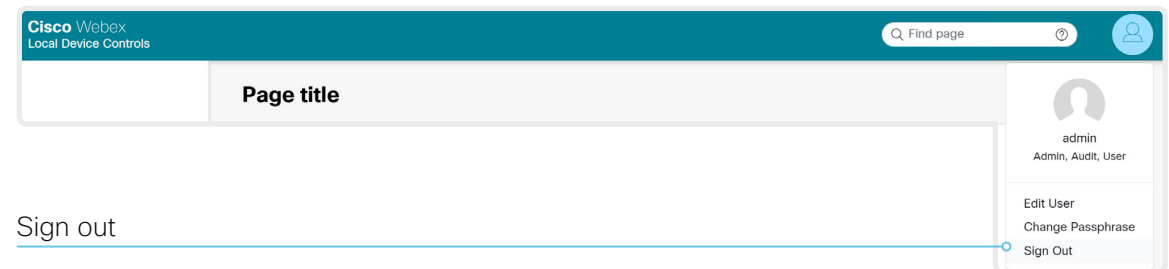 Cisco Webex
Local Device Controls
Find page
Page title
admin
Admin, Audit, User
Edit User
Change Passphrase
Sign out
Sign Out